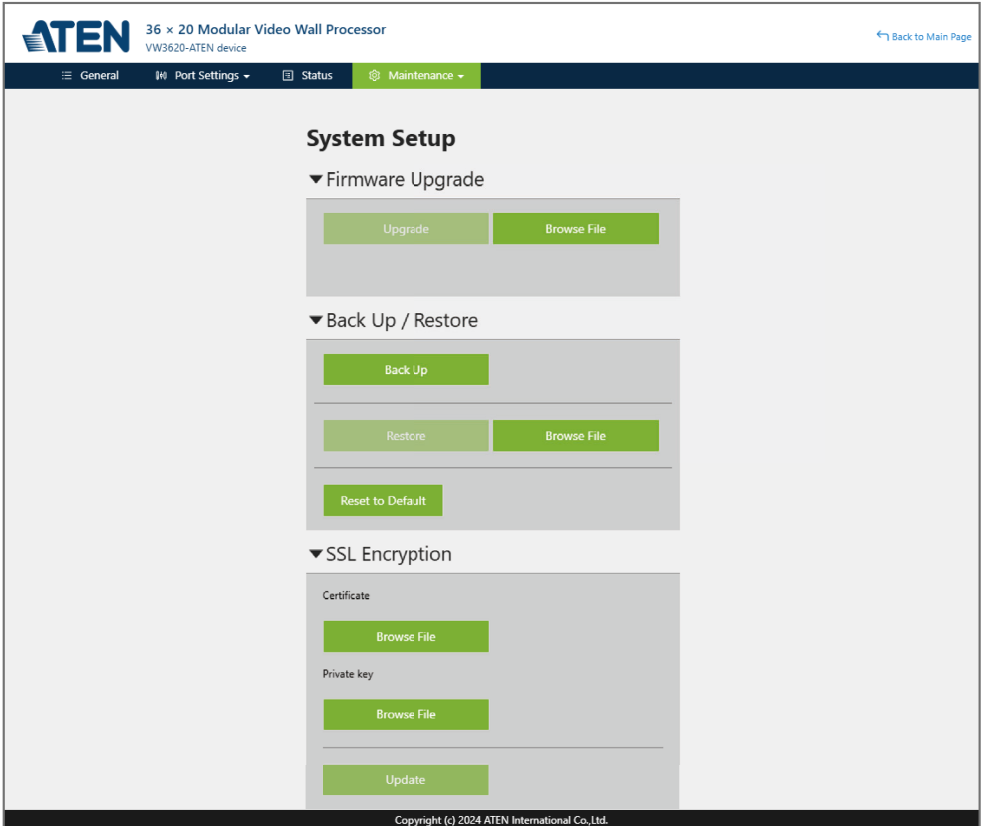 ATEN
36 × 20 Modular Video Wall Processor
VW3620-ATEN device
Back to Main Page
General Port Settings Status Maintenance
System Setup
Firmware Upgrade
Upgrade Browse File
Back Up / Restore
Back Up
Restore Browse File
Reset to Default
SSL Encryption
Certificate
Browse File
Private key
Browse File
Update
Copyright (c) 2024 ATEN International Co.,Ltd.